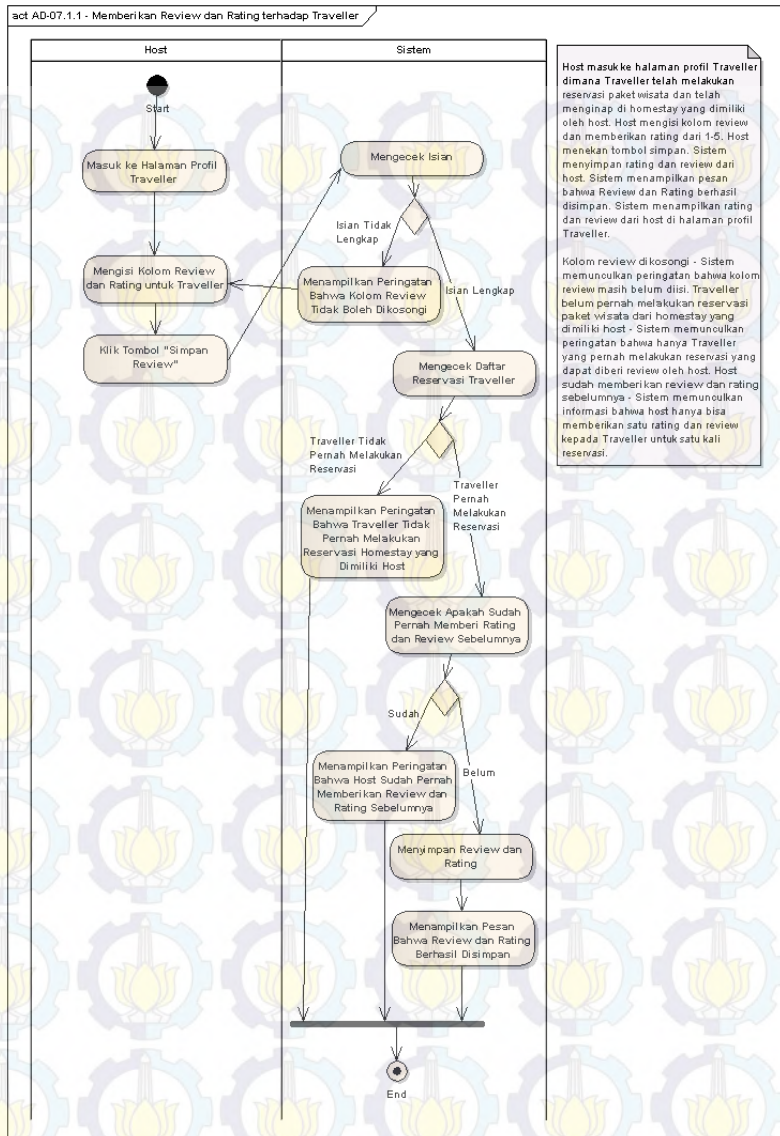 act AD-07.1.1 - Memberikan Review dan Rating terhadap Traveller
Host
Sistem
Start
Masuk ke Halaman Profil
Traveller
Mengisi Kolom Review
dan Rating untuk Traveller
Klik Tombol "Simpan
Review"
Mengecek Isian
Isian Tidak
Lengkap
Menampilkan Peringatan
Bahwa Kolom Review
Tidak Boleh Dikosongi
Isian Lengkap
Mengecek Daftar
Reservasi Traveller
Traveller Tidak
Pernah Melakukan
Reservasi
Traveller
Pernah
Melakukan
Reservasi
Menampilkan Peringatan
Bahwa Traveller Tidak
Pernah Melakukan
Reservasi Homestay yang
Dimiliki Host
Mengecek Apakah Sudah
Pernah Memberi Rating
dan Review Sebelumnya
Sudah
Belum
Menampilkan Peringatan
Bahwa Host Sudah Pernah
Memberikan Review dan
Rating Sebelumnya
Menyimpan Review dan
Rating
Menampilkan Pesan
Bahwa Review dan Rating
Berhasil Disimpan
End
Host masuk ke halaman profil Traveller
dimana Traveller telah melakukan
reservasi paket wisata dan telah
menginap di homestay yang dimiliki
oleh host. Host mengisi kolom review
dan memberikan rating dari 1-5. Host
menekan tombol simpan. Sistem
menyimpan rating dan review dari
host. Sistem menampilkan pesan
bahwa Review dan Rating berhasil
disimpan. Sistem menampilkan rating
dan review dari host di halaman profil
Traveller.
Kolom review dikosongi - Sistem
memunculkan peringatan bahwa kolom
review masih belum diisi. Traveller
belum pernah melakukan reservasi
paket wisata dari homestay yang
dimiliki host - Sistem memunculkan
peringatan bahwa hanya Traveller
yang pernah melakukan reservasi yang
dapat diberi review oleh host. Host
sudah memberikan review dan rating
sebelumnya - Sistem memunculkan
informasi bahwa host hanya bisa
memberikan satu rating dan review
kepada Traveller untuk satu kali
reservasi.